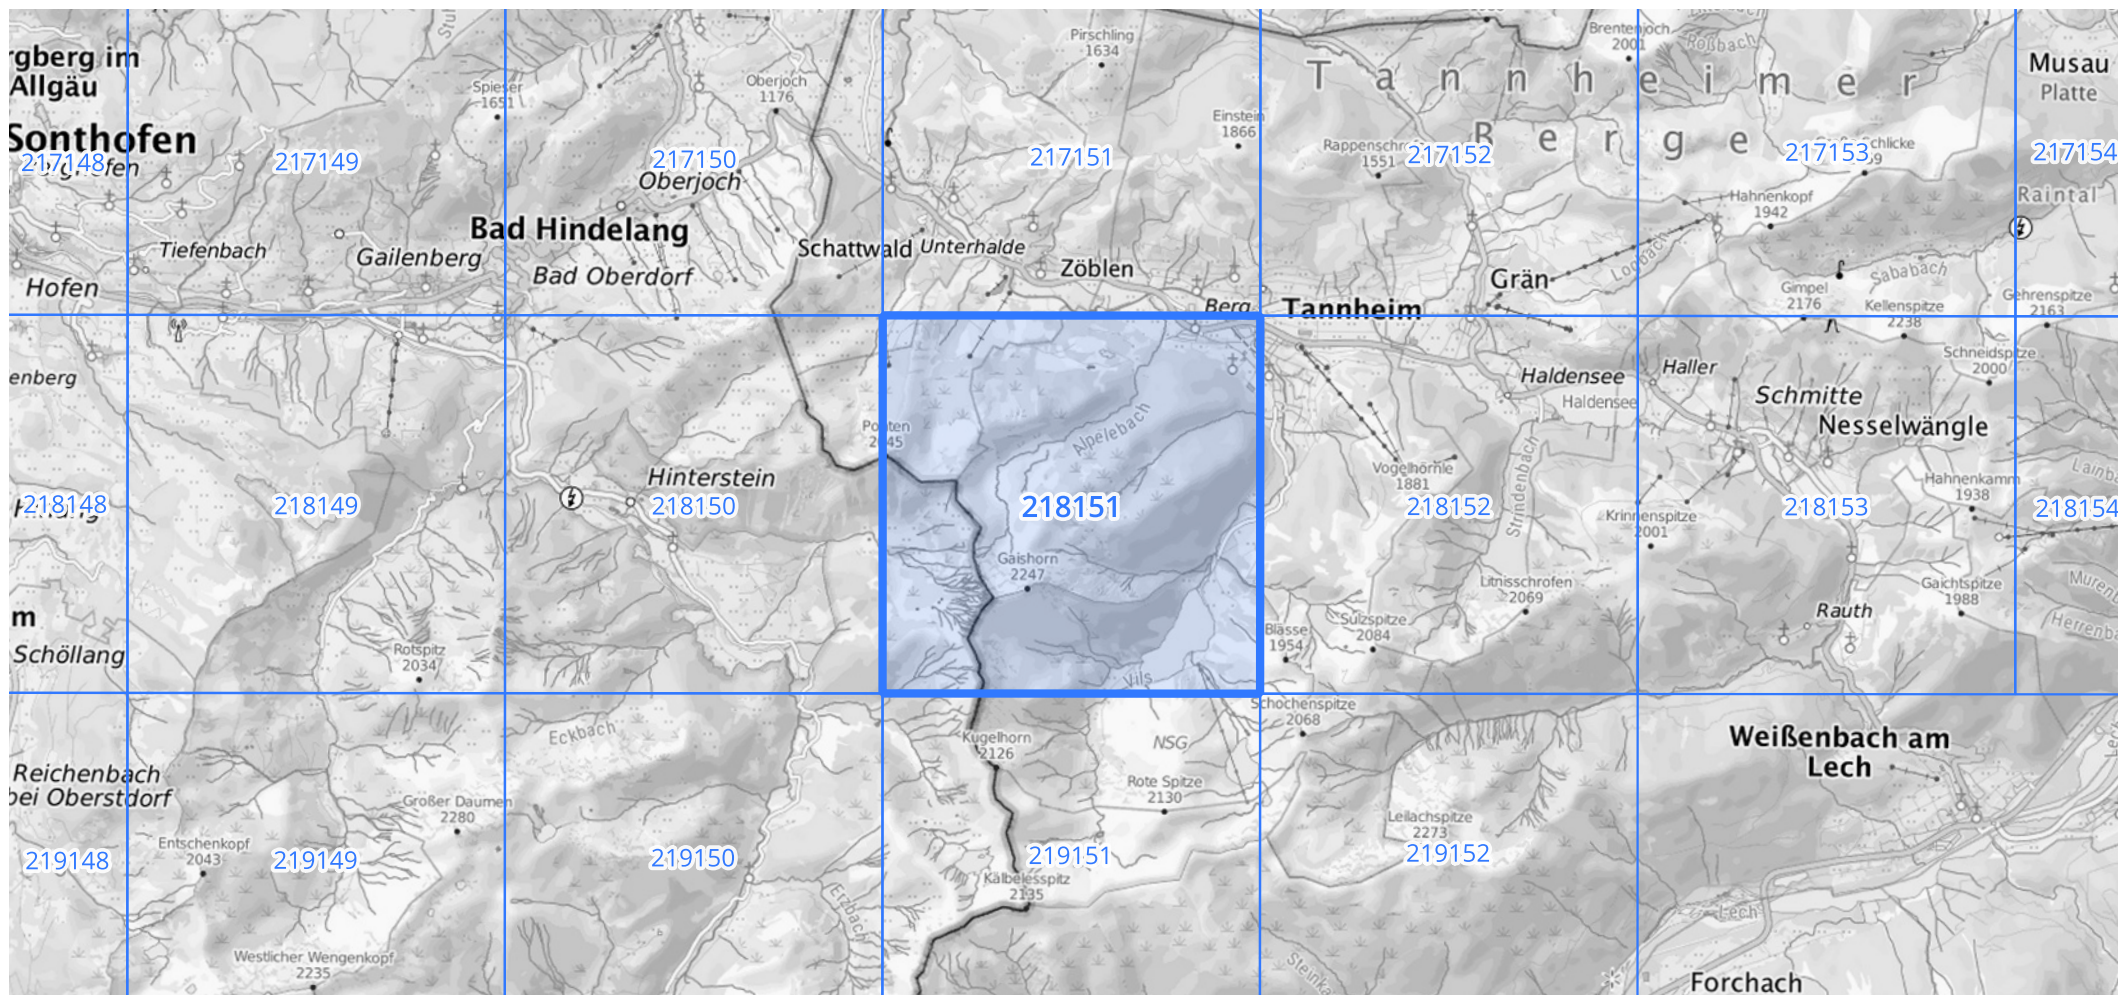 rgberg im
Allgäu
Sonthofen
217148
217149
Spieser
1651
Oberjoch
1176
217150
Oberjoch
Pirschling
1634
Einstein
1866
217151
Brentenjoch
2001
Roßbach
Tannheimer
Berge
217152
1551
217153
Hahnenkopf
1942
Musau
Platte
217154
Raintal
Tiefenbach
Gailenberg
Hofen
Bad Hindelang
Bad Oberdorf
Schattwald
Unterhalde
Zöblen
Berg
Tannheim
Grän
Logbach
Sababach
Gimpel
2176
Kellenspitze
2238
Gehrenspitze
2163
enberg
218148
218149
Hinterstein
218150
Ponten
2045
Alpelebach
218151
Gaishorn
2247
Vils
Haldensee
Haldensee
Haller
Schmitte
Nesselwängle
Schneidspitze
2000
Vogelhörnle
1881
218152
Strindenbach
Krinnenspitze
2001
218153
Hahnenkamm
1938
218154
Gaichtspitze
1988
Rauth
Litnisschrofen
2069
Sulzspitze
2084
Blässe
1954
m
Schöllang
Rotspitz
2034
Reichenbach
bei Oberstdorf
219148
Entschenkopf
2043
219149
Großer Daumen
2280
Westlicher Wengenkopf
2235
Eckbach
219150
Erzbach
Kugelhorn
2126
NSG
Rote Spitze
2130
219151
Kälbelesspitz
2135
Schochenspitze
2068
Leilachspitze
2273
219152
Weißenbach am
Lech
Lech
Forchach